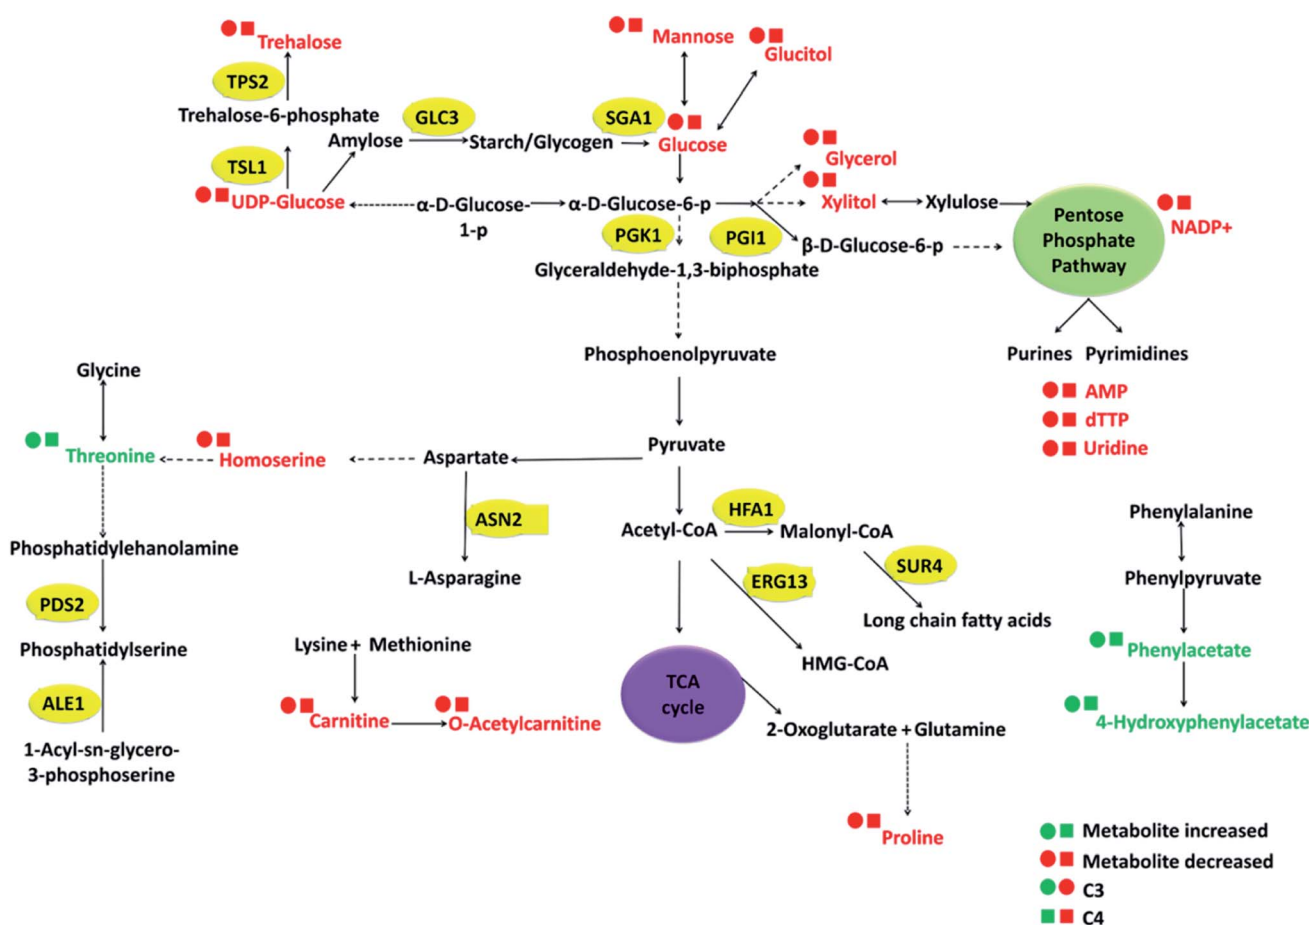 Trehalose
Mannose
Glucitol
TPS2
Trehalose-6-phosphate
GLC3
SGA1
Amylose
Starch/Glycogen
Glucose
Glycerol
TSL1
UDP-Glucose
α-D-Glucose-
1-p
α-D-Glucose-6-p
Xylitol
Xylulose
Pentose
Phosphate
Pathway
NADP+
PGK1
PGI1
β-D-Glucose-6-p
Glyceraldehyde-1,3-biphosphate
Phosphoenolpyruvate
Purines
Pyrimidines
AMP
dTTP
Uridine
Glycine
Threonine
Homoserine
Aspartate
Pyruvate
ASN2
HFA1
Acetyl-CoA
Malonyl-CoA
Phenylalanine
Phosphatidylehanolamine
L-Asparagine
ERG13
SUR4
Phenylpyruvate
PDS2
Long chain fatty acids
Phosphatidylserine
Lysine+ Methionine
HMG-CoA
Phenylacetate
ALE1
TCA
cycle
Carnitine
O-Acetylcarnitine
2-Oxoglutarate +Glutamine
4-Hydroxyphenylacetate
1-Acyl-sn-glycero-
3-phosphoserine
Proline
Metabolite increased
Metabolite decreased
C3
C4